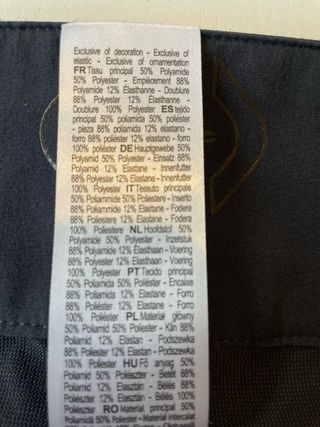 Exclusive of decoration - Exclusive of
elastic - Exclusive of ornamentation
FR Tissu principal 50% Polyamide
50% Polyester - Empiècement 88%
Polyamide 12% Élasthanne - Doublure
88% Polyester 12% Élasthanne -
Doublure 100% Polyester ES tejido
principal 50% poliamida 50% poliéster
- pieza 88% poliamida 12% elastano -
forro 88% poliéster 12% elastano - forro
100% poliéster DE Hauptgewebe 50%
Polyamid 50% Polyester - Einsatz 88%
Polyamid 12% Elastane - Innenfutter
88% Polyester 12% Elastane - Innenfutter
100% Polyester IT Tessuto principale
50% Poliammide 50% Poliestere - Inserto
88% Poliammide 12% Elastane - Fodera
88% Poliestere 12% Elastane - Fodera
100% Poliestere NL Hoofdstof 50%
Polyamide 50% Polyester - Inzetstuk
88% Polyamide 12% Elasthaan - Voering
88% Polyester 12% Elasthaan - Voering
100% Polyester PT Tecido principal
50% Poliamida 50% Poliéster - Encaixe
88% Poliamida 12% Elastane - Forro
88% Poliéster 12% Elastane - Forro
100% Poliéster PL Materiał główny
50% Poliamid 50% Poliester - Klin 88%
Poliamid 12% Elastan - Podszewka
88% Poliester 12% Elastan - Podszewka
100% Poliester HU Fő anyag 50%
Poliamid 50% Poliészter - Betét 88%
Poliamid 12% Elasztán - Bélés 88%
Poliészter 12% Elasztán - Bélés 100%
Poliészter RO Material principal 50%
Poliamidă 50% Poliester - Material intercalat